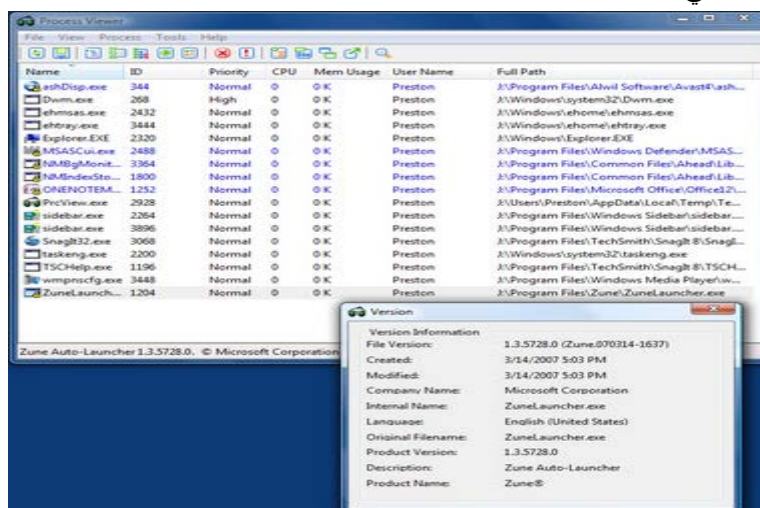 ي
Process Viewer
File View Process Tools Help
Name ID Priority CPU Mem Usage User Name Full Path
ashDisp.exe 344 Normal 0 0 K Preston J:\Program Files\Alwil Software\Avast4\ash...
Dwm.exe 268 High 0 0 K Preston J:\Windows\system32\Dwm.exe
ehmsas.exe 2432 Normal 0 0 K Preston J:\Windows\ehome\ehmsas.exe
ehtray.exe 3444 Normal 0 0 K Preston J:\Windows\ehome\ehtray.exe
Explorer.EXE 2320 Normal 0 0 K Preston J:\Windows\Explorer.EXE
MSASCui.exe 2488 Normal 0 0 K Preston J:\Program Files\Windows Defender\MSAS...
NMBgMonit... 3364 Normal 0 0 K Preston J:\Program Files\Common Files\Ahead\Lib...
NMIndexSto... 1800 Normal 0 0 K Preston J:\Program Files\Common Files\Ahead\Lib...
ONENOTEM... 1252 Normal 0 0 K Preston J:\Program Files\Microsoft Office\Office12\...
PrcView.exe 2928 Normal 0 0 K Preston J:\Users\Preston\AppData\Local\Temp\Te...
sidebar.exe 2264 Normal 0 0 K Preston J:\Program Files\Windows Sidebar\sidebar....
sidebar.exe 3896 Normal 0 0 K Preston J:\Program Files\Windows Sidebar\sidebar....
SnagIt32.exe 3068 Normal 0 0 K Preston J:\Program Files\TechSmith\SnagIt 8\SnagI...
taskeng.exe 2200 Normal 0 0 K Preston J:\Windows\system32\taskeng.exe
TSCHelp.exe 1196 Normal 0 0 K Preston J:\Program Files\TechSmith\SnagIt 8\TSCH...
wmpnscfg.exe 3448 Normal 0 0 K Preston J:\Program Files\Windows Media Player\w...
ZuneLaunch... 1204 Normal 0 0 K Preston J:\Program Files\Zune\ZuneLauncher.exe
Zune Auto-Launcher 1.3.5728.0, © Microsoft Corporation
Version
Version Information
File Version: 1.3.5728.0 (Zune.070314-1637)
Created: 3/14/2007 5:03 PM
Modified: 3/14/2007 5:03 PM
Company Name: Microsoft Corporation
Internal Name: ZuneLauncher.exe
Language: English (United States)
Original Filename: ZuneLauncher.exe
Product Version: 1.3.5728.0
Description: Zune Auto-Launcher
Product Name: Zune®